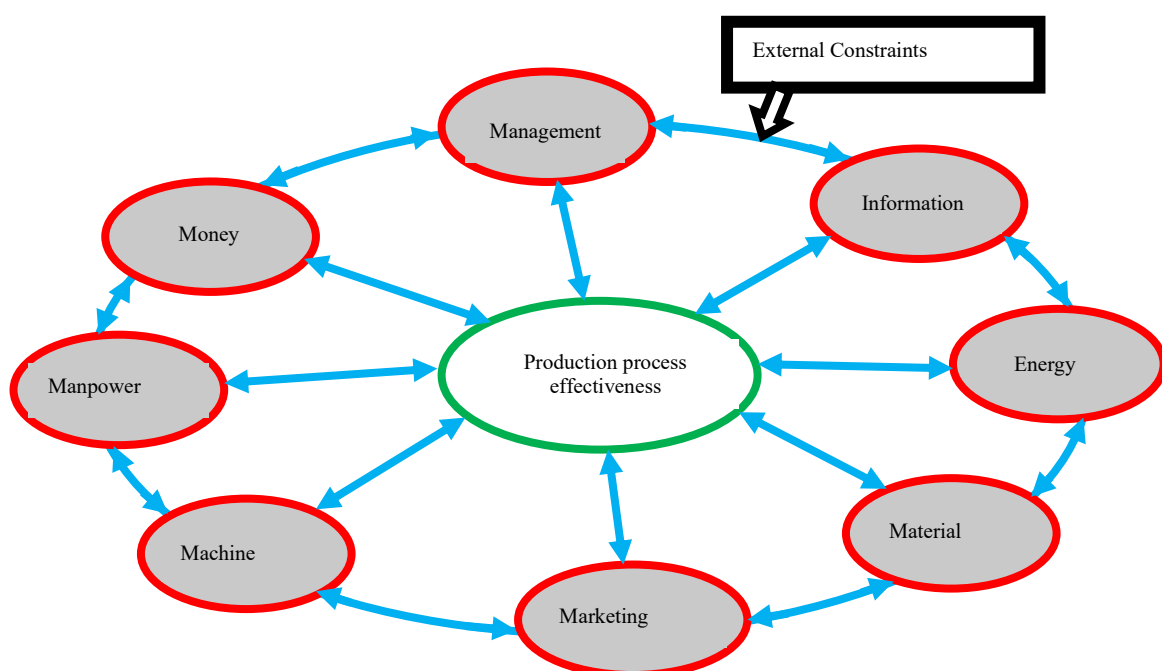 External Constraints
Management
Information
Money
Production process
effectiveness
Energy
Manpower
Material
Machine
Marketing